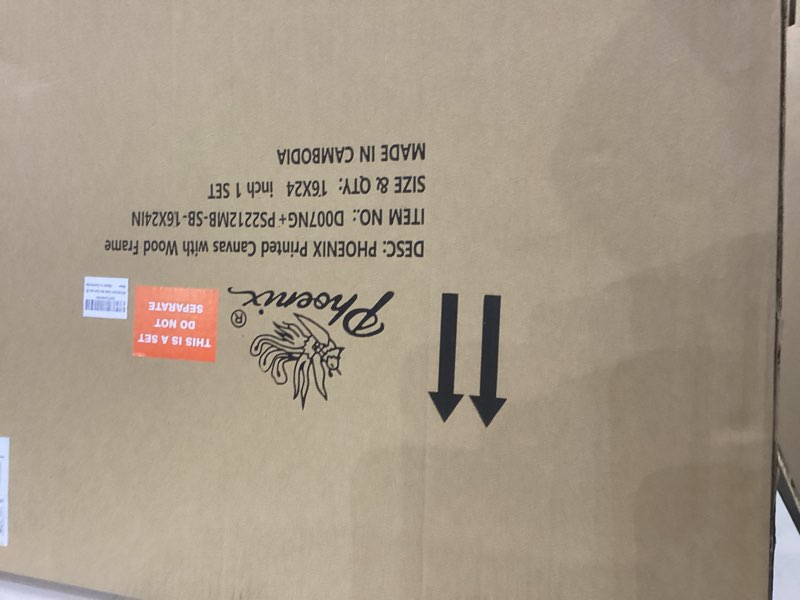 Phoenix®
THIS IS A SET
DO NOT
SEPARATE
DESC: PHOENIX Printed Canvas with Wood Frame
ITEM NO.: D007NG+PS2212MB-SB-16X24IN
SIZE & QTY: 16X24 inch 1 SET
MADE IN CAMBODIA